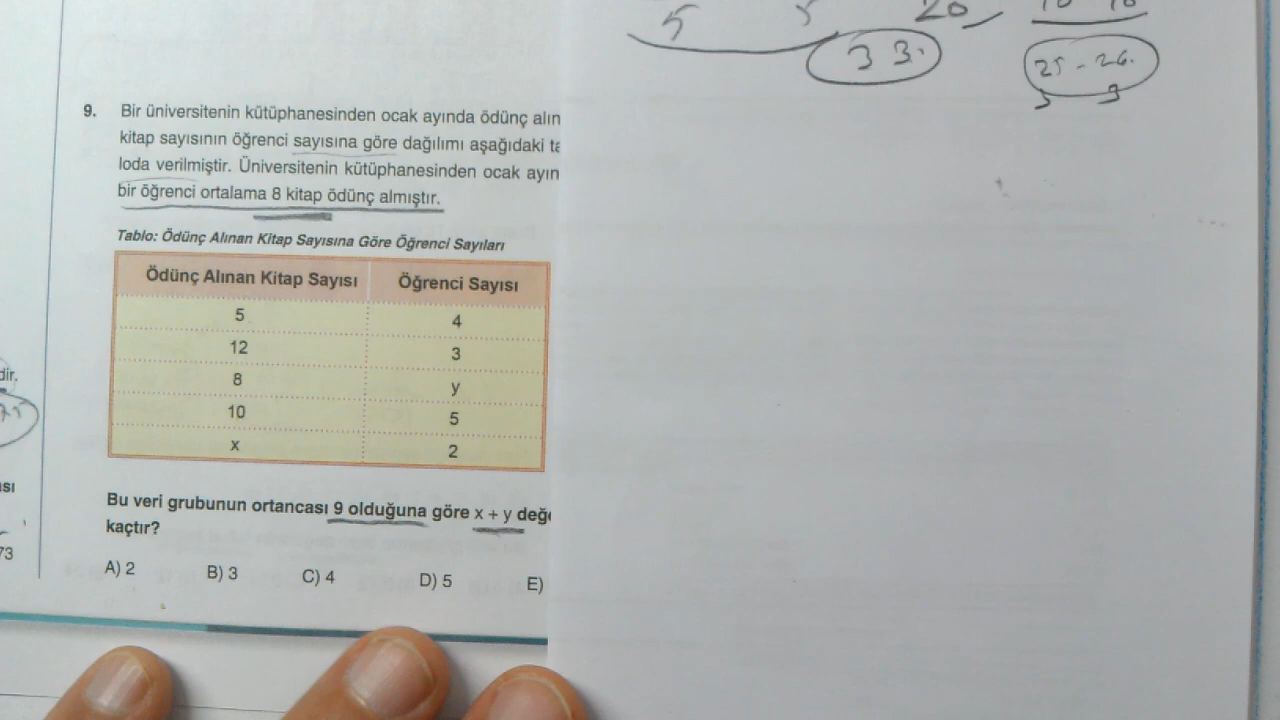 5 5 20
33.
25 - 26.
9. Bir üniversitenin kütüphanesinden ocak ayında ödünç alın
kitap sayısının öğrenci sayısına göre dağılımı aşağıdaki ta
loda verilmiştir. Üniversitenin kütüphanesinden ocak ayın
bir öğrenci ortalama 8 kitap ödünç almıştır.
Tablo: Ödünç Alınan Kitap Sayısına Göre Öğrenci Sayıları
Ödünç Alınan Kitap Sayısı Öğrenci Sayısı
5 4
12 3
8 y
10 5
x 2
Bu veri grubunun ortancası 9 olduğuna göre x + y değe
kaçtır?
A) 2 B) 3 C) 4 D) 5 E)
dir.
ısı
73